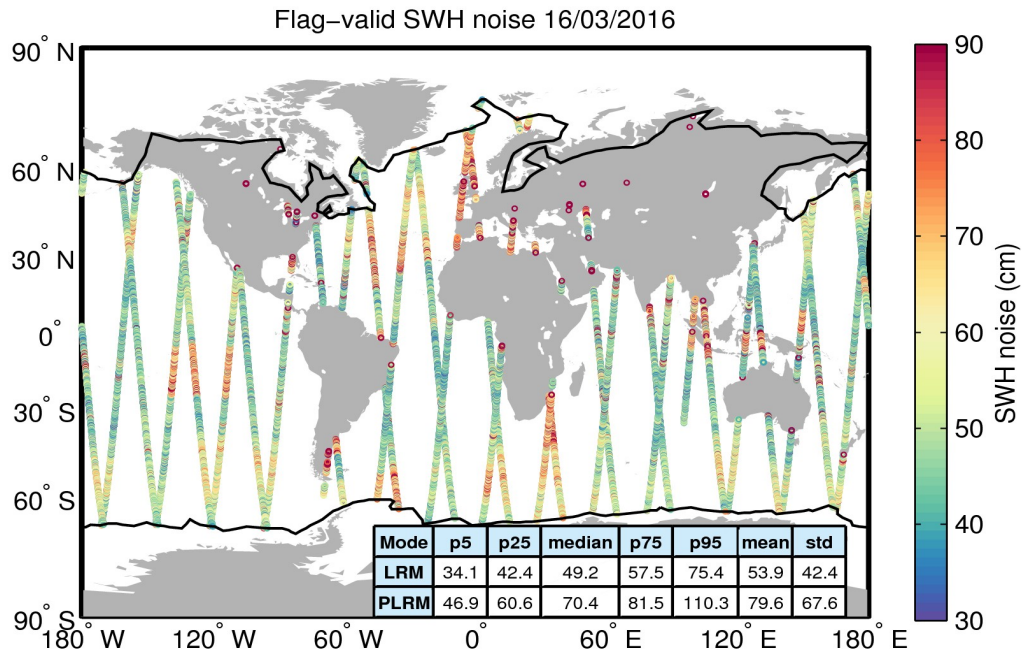 Flag−valid SWH noise 16/03/2016
90° N
60° N
30° N
0°
30° S
60° S
90° S
180° W
120° W
60° W
0°
60° E
120° E
180° E
90
80
70
60
50
40
30
SWH noise (cm)
Mode p5 p25 median p75 p95 mean std
LRM 34.1 42.4 49.2 57.5 75.4 53.9 42.4
PLRM 46.9 60.6 70.4 81.5 110.3 79.6 67.6